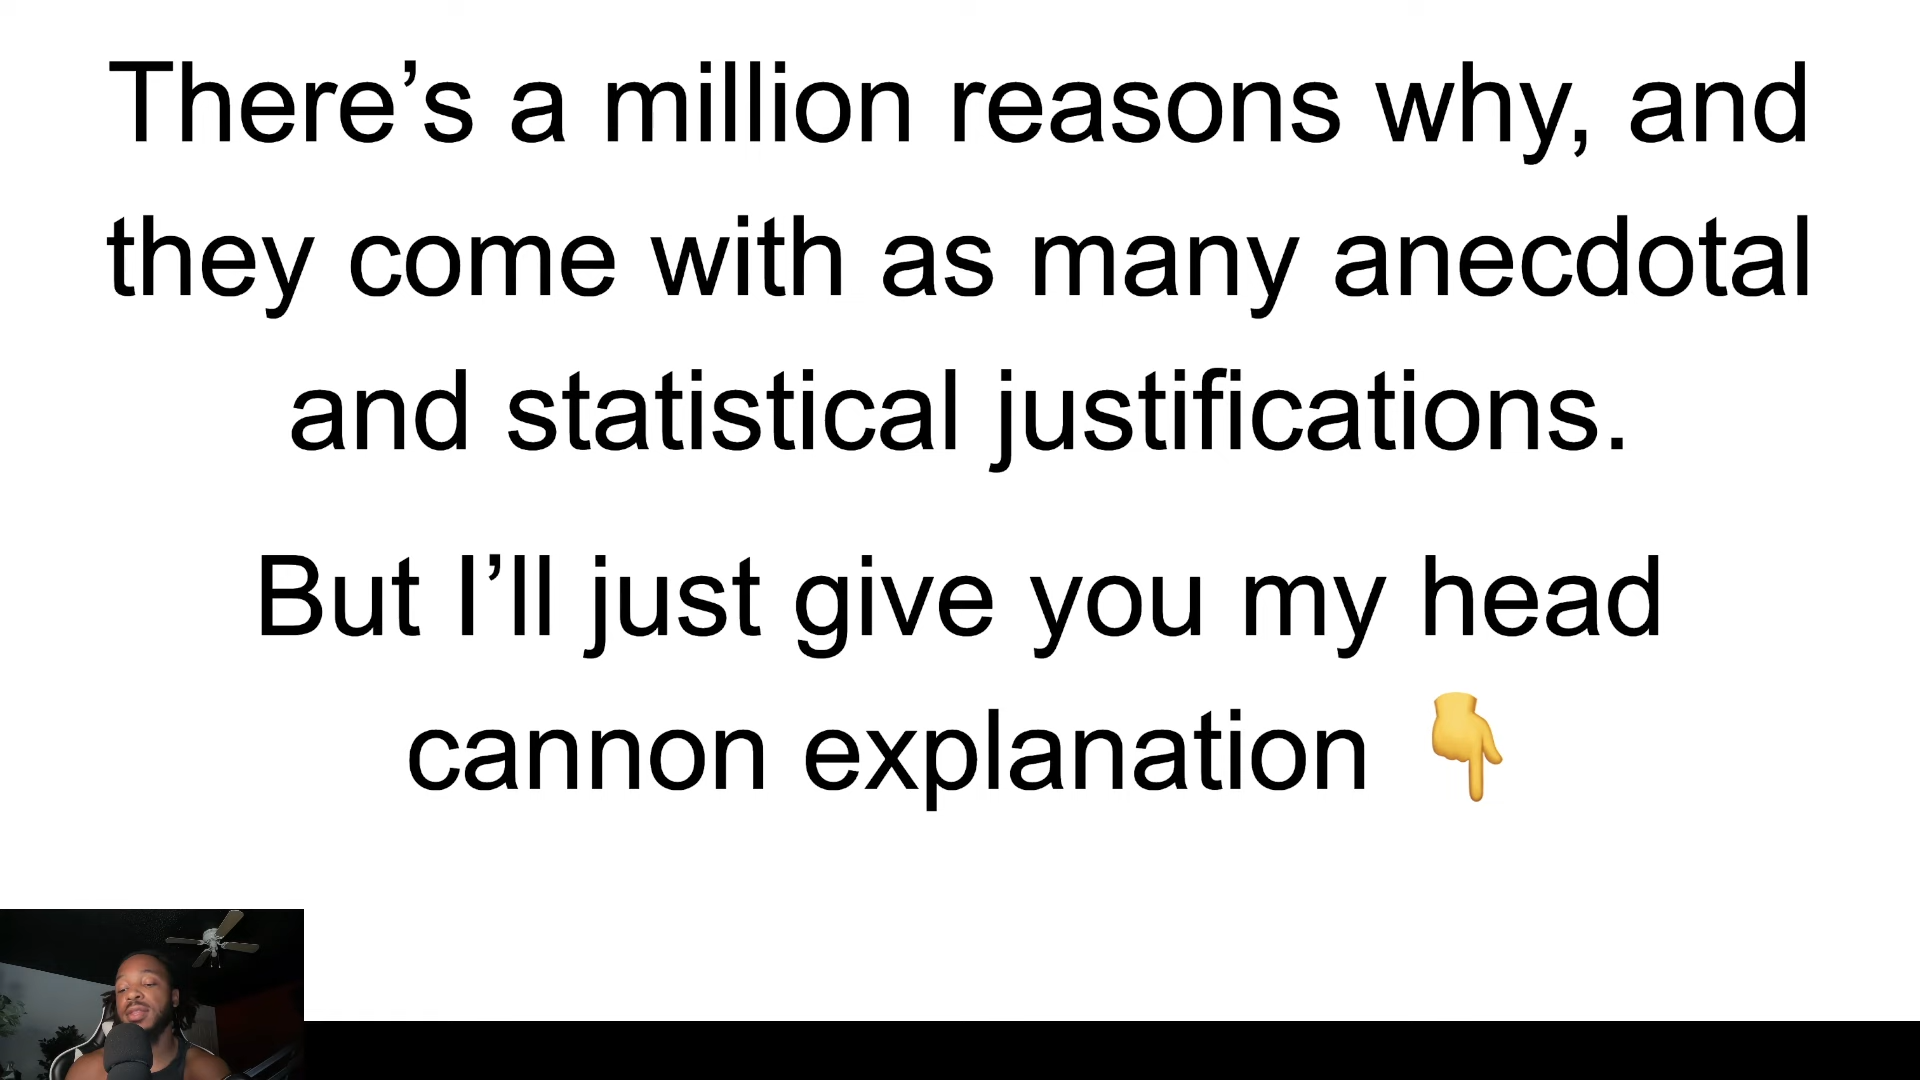 There’s a million reasons why, and
they come with as many anecdotal
and statistical justifications.
But I’ll just give you my head
cannon explanation 👇